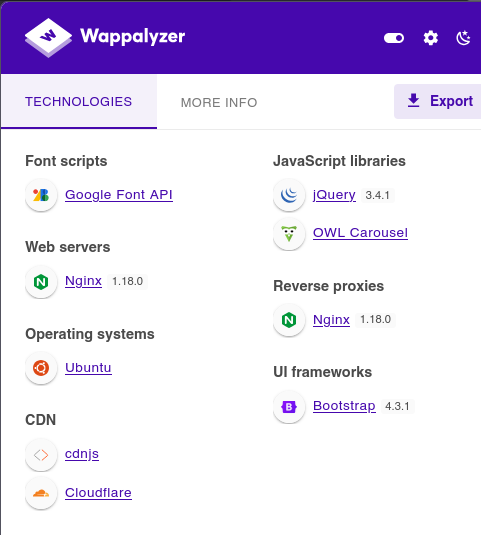 Wappalyzer
TECHNOLOGIES
MORE INFO
Export
Font scripts
Google Font API
Web servers
Nginx 1.18.0
Operating systems
Ubuntu
CDN
cdnjs
Cloudflare
JavaScript libraries
jQuery 3.4.1
OWL Carousel
Reverse proxies
Nginx 1.18.0
UI frameworks
Bootstrap 4.3.1